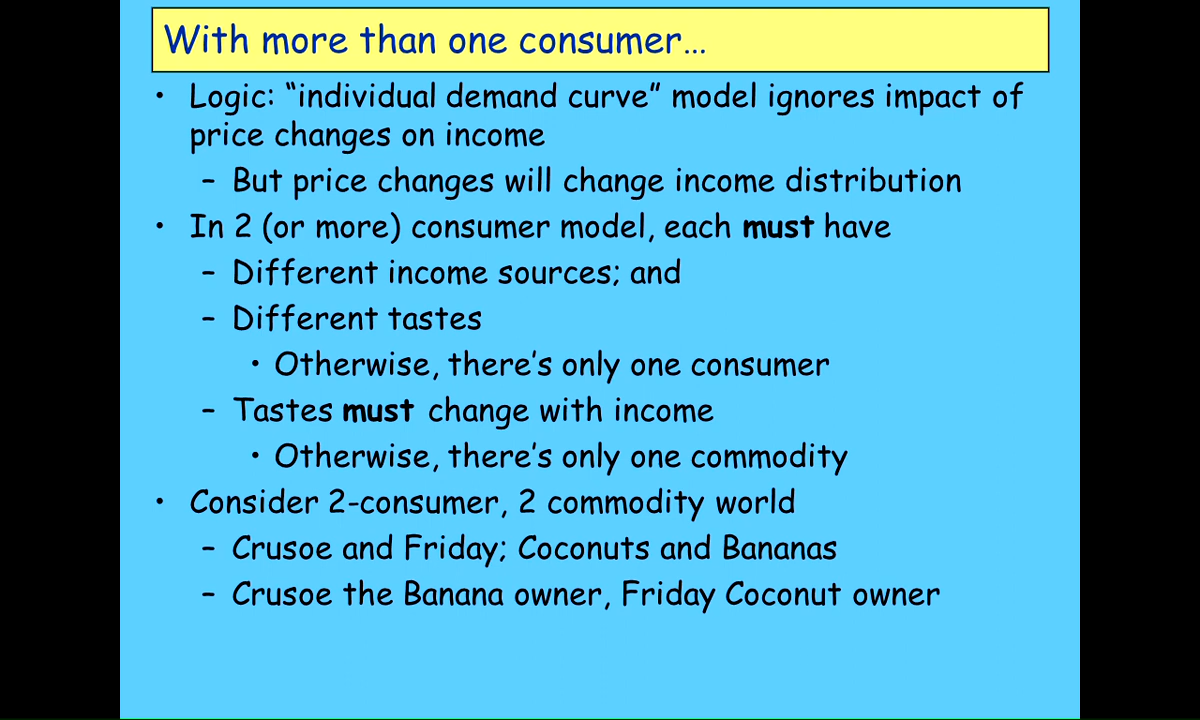 With more than one consumer…
• Logic: “individual demand curve” model ignores impact of
price changes on income
– But price changes will change income distribution
• In 2 (or more) consumer model, each must have
– Different income sources; and
– Different tastes
• Otherwise, there’s only one consumer
– Tastes must change with income
• Otherwise, there’s only one commodity
• Consider 2-consumer, 2 commodity world
– Crusoe and Friday; Coconuts and Bananas
– Crusoe the Banana owner, Friday Coconut owner